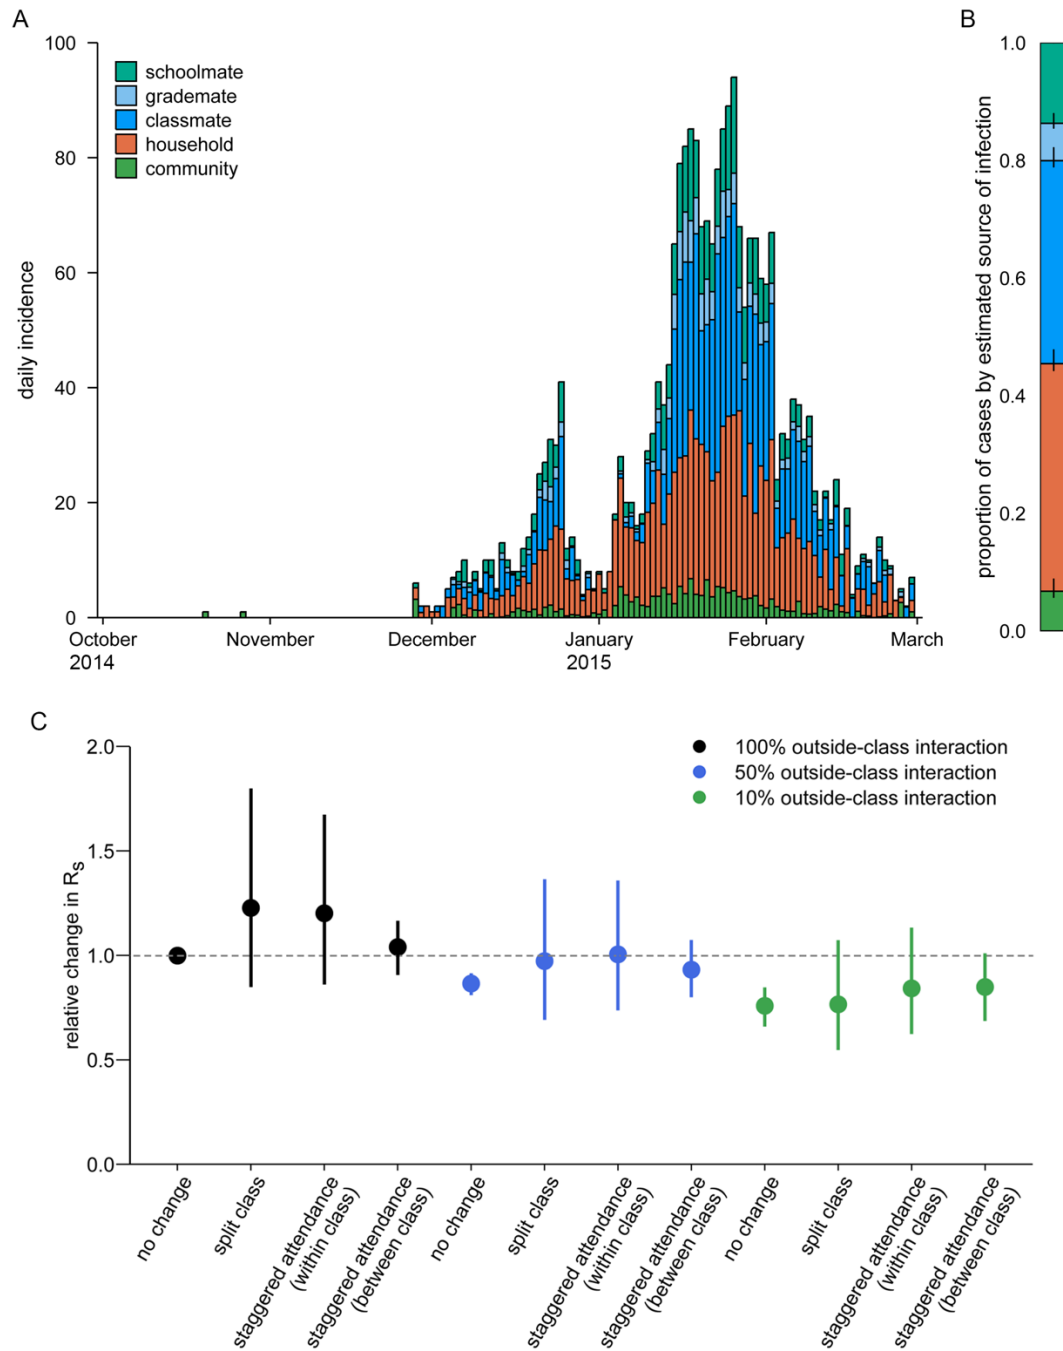 A
100
80
60
40
20
0
daily incidence
schoolmate
grademate
classmate
household
community
October
2014
November
December
January
2015
February
March
B
1.0
0.8
0.6
0.4
0.2
0.0
proportion of cases by estimated source of infection
C
2.0
1.5
1.0
0.5
0.0
relative change in Rs
100% outside-class interaction
50% outside-class interaction
10% outside-class interaction
no change
split class
staggered attendance
(within class)
staggered attendance
(between class)
no change
split class
staggered attendance
(within class)
staggered attendance
(between class)
no change
split class
staggered attendance
(within class)
staggered attendance
(between class)